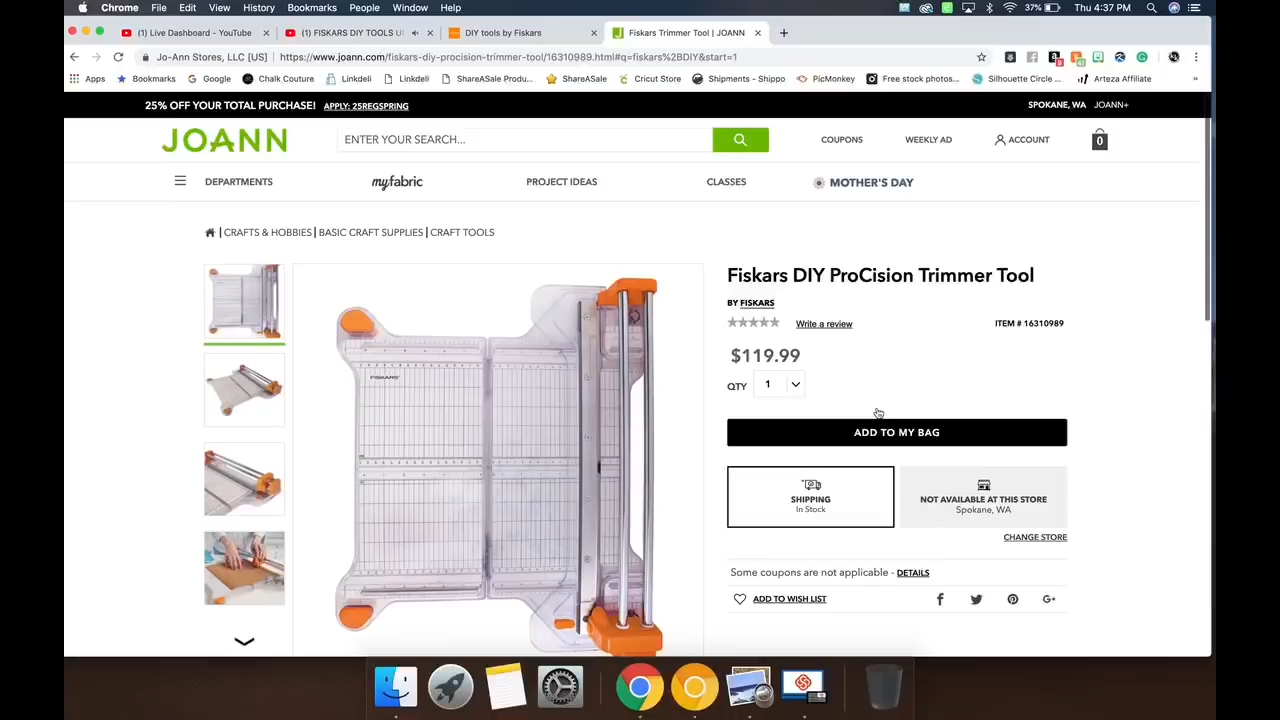 Chrome File Edit View History Bookmarks People Window Help 37% Thu 4:37 PM
(1) Live Dashboard - YouTube
(1) FISKARS DIY TOOLS U
DIY tools by Fiskars
Fiskars Trimmer Tool | JOANN
Jo-Ann Stores, LLC [US] | https://www.joann.com/fiskars-diy-precision-trimmer-tool/16310989.html#q=fiskars%2BDIY&start=1
Apps Bookmarks Google Chalk Couture Linkdeli Linkdeli ShareASale Produ... ShareASale Cricut Store Shipments - Shippo PicMonkey Free stock photos... Silhouette Circle ... Arteza Affiliate »
25% OFF YOUR TOTAL PURCHASE! APPLY: 25REGSPRING
SPOKANE, WA JOANN+
JOANN
ENTER YOUR SEARCH...
COUPONS WEEKLY AD ACCOUNT 0
DEPARTMENTS myfabric PROJECT IDEAS CLASSES MOTHER'S DAY
| CRAFTS & HOBBIES | BASIC CRAFT SUPPLIES | CRAFT TOOLS
FISKARS
Fiskars DIY ProCision Trimmer Tool
BY FISKARS
Write a review ITEM # 16310989
$119.99
QTY 1
ADD TO MY BAG
SHIPPING
In Stock
NOT AVAILABLE AT THIS STORE
Spokane, WA
CHANGE STORE
Some coupons are not applicable - DETAILS
ADD TO WISH LIST